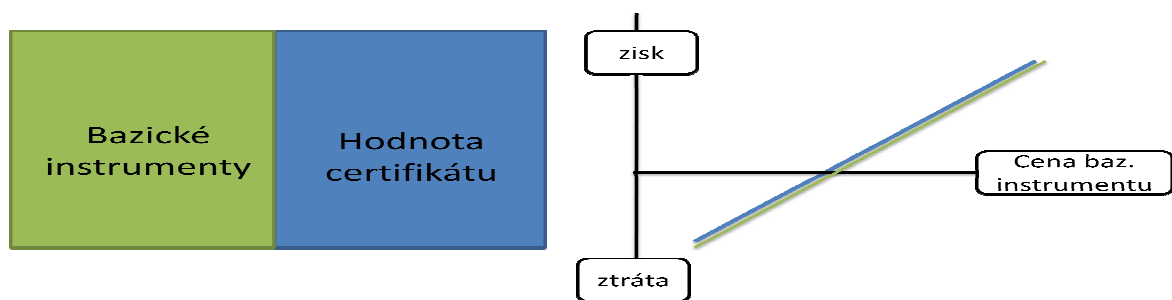 Bazické
instrumenty
Hodnota
certifikátu
zisk
Cena baz.
instrumentu
ztráta